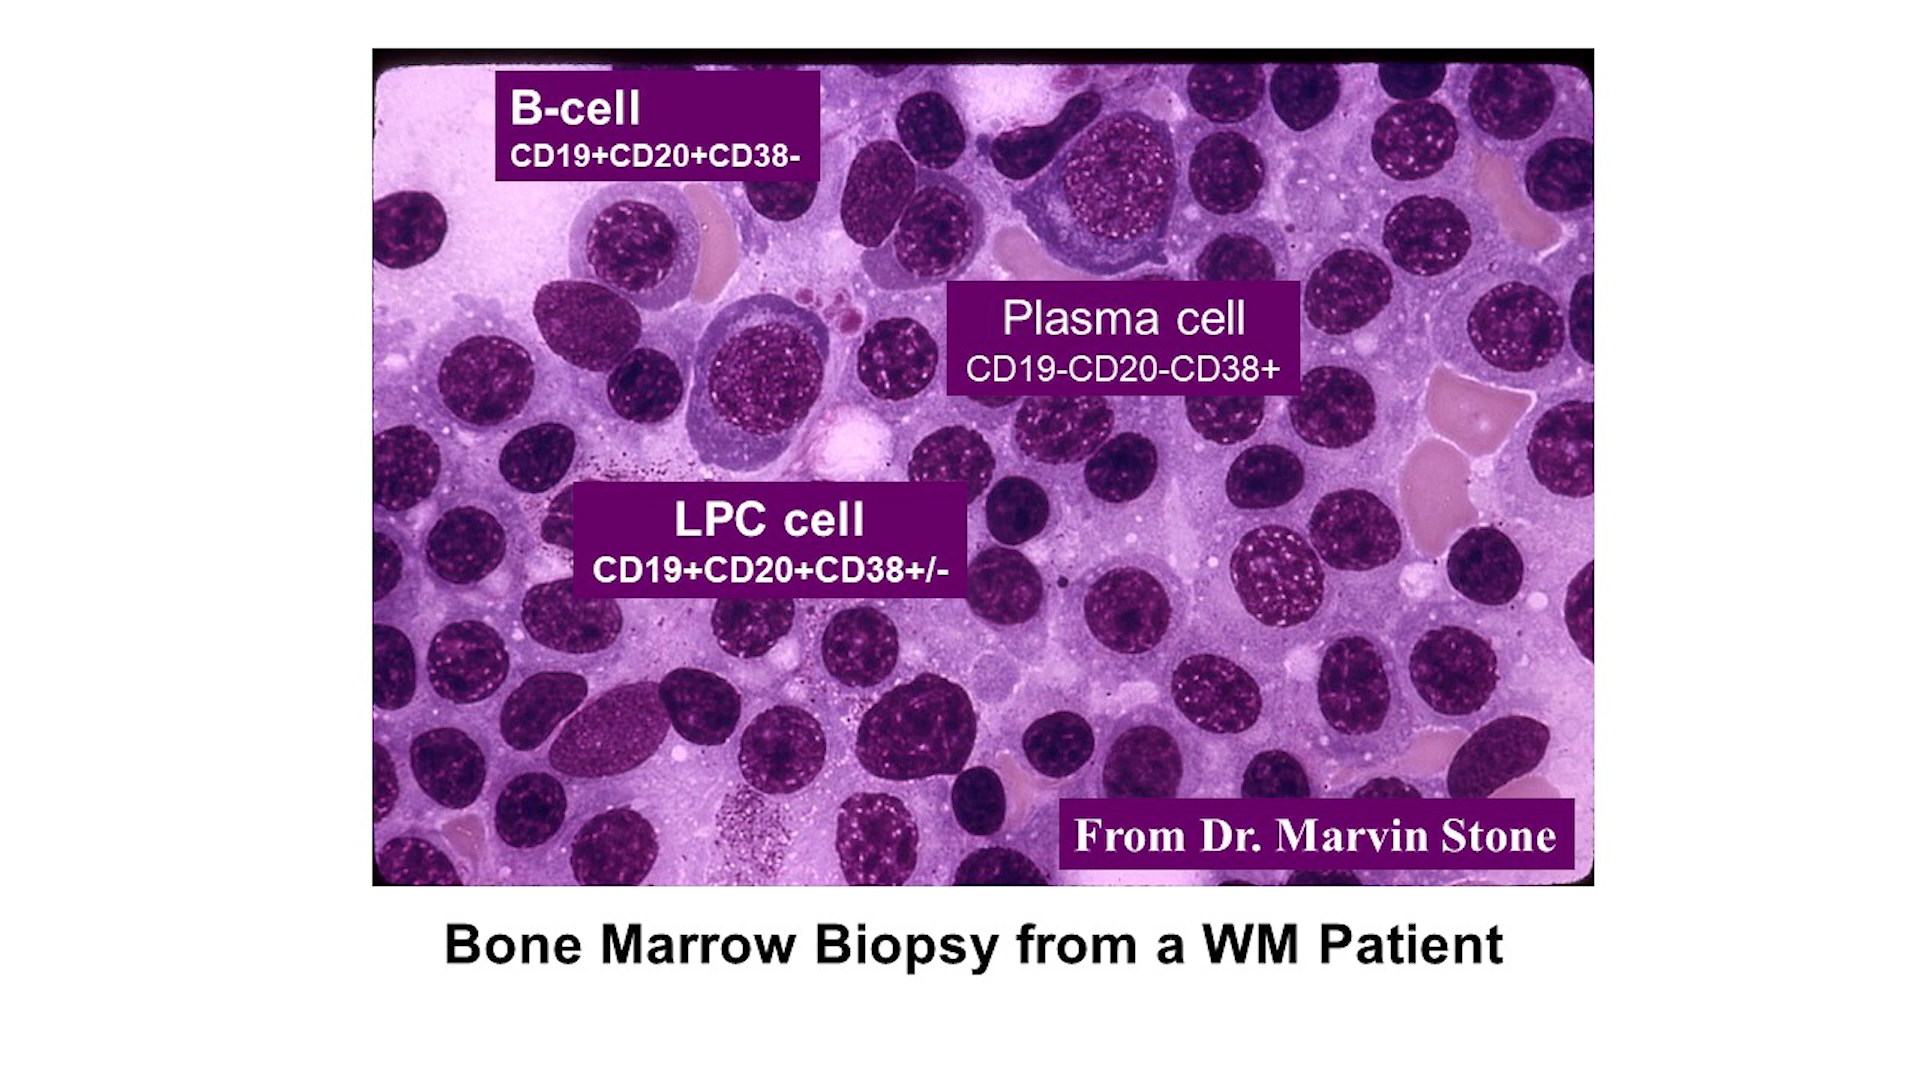 B-cell
CD19+CD20+CD38-
Plasma cell
CD19-CD20-CD38+
LPC cell
CD19+CD20+CD38+/-
From Dr. Marvin Stone
Bone Marrow Biopsy from a WM Patient